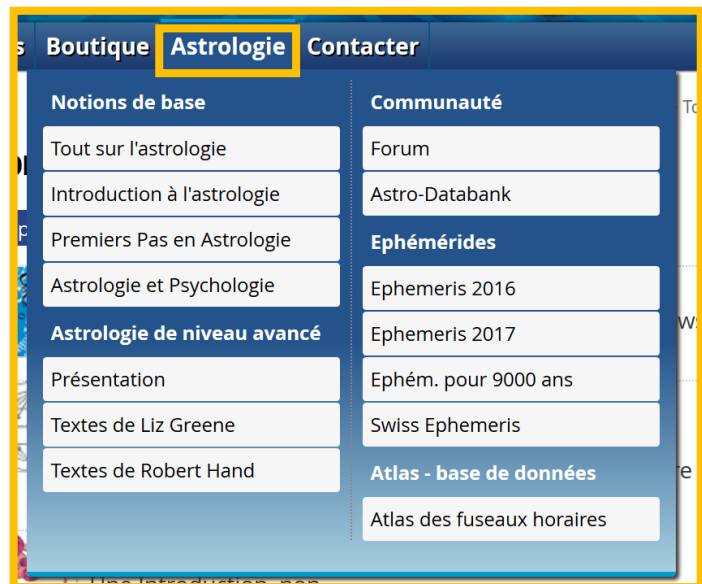 Boutique Astrologie Contacter
Notions de base
Tout sur l'astrologie
Introduction à l'astrologie
Premiers Pas en Astrologie
Astrologie et Psychologie
Astrologie de niveau avancé
Présentation
Textes de Liz Greene
Textes de Robert Hand
Communauté
Forum
Astro-Databank
Ephémérides
Ephemeris 2016
Ephemeris 2017
Ephém. pour 9000 ans
Swiss Ephemeris
Atlas - base de données
Atlas des fuseaux horaires